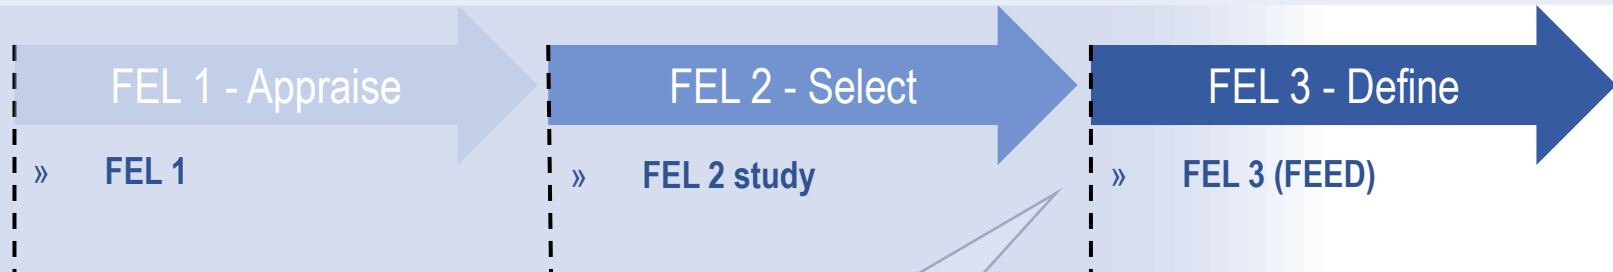 FEL 1 - Appraise
FEL 2 - Select
FEL 3 - Define
» FEL 1
» FEL 2 study
» FEL 3 (FEED)